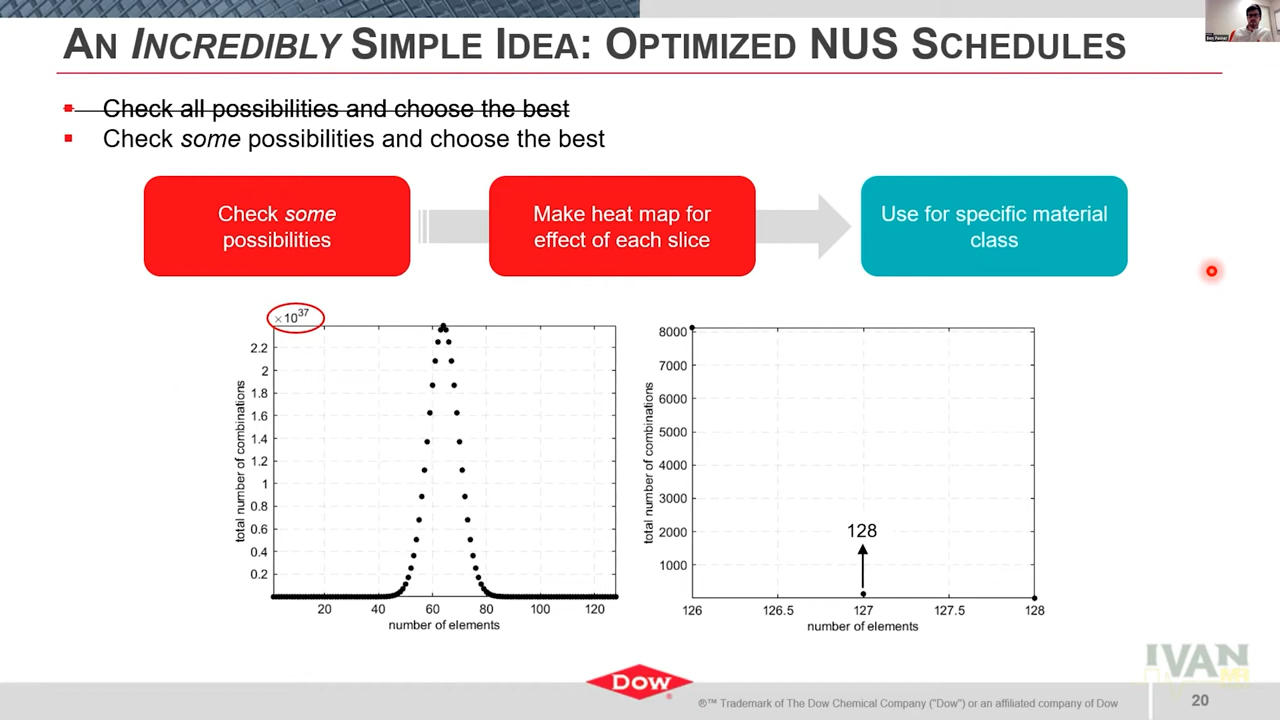 AN INCREDIBLY SIMPLE IDEA: OPTIMIZED NUS SCHEDULES
Check all possibilities and choose the best
Check some possibilities and choose the best
Check some
possibilities
Make heat map for
effect of each slice
Use for specific material
class
×10^37
2.2
2
1.8
1.6
1.4
1.2
1
0.8
0.6
0.4
0.2
total number of combinations
20 40 60 80 100 120
number of elements
8000
7000
6000
5000
4000
3000
2000
1000
total number of combinations
128
126 126.5 127 127.5 128
number of elements
IVAN
Dow
®™ Trademark of The Dow Chemical Company ("Dow") or an affiliated company of Dow
20